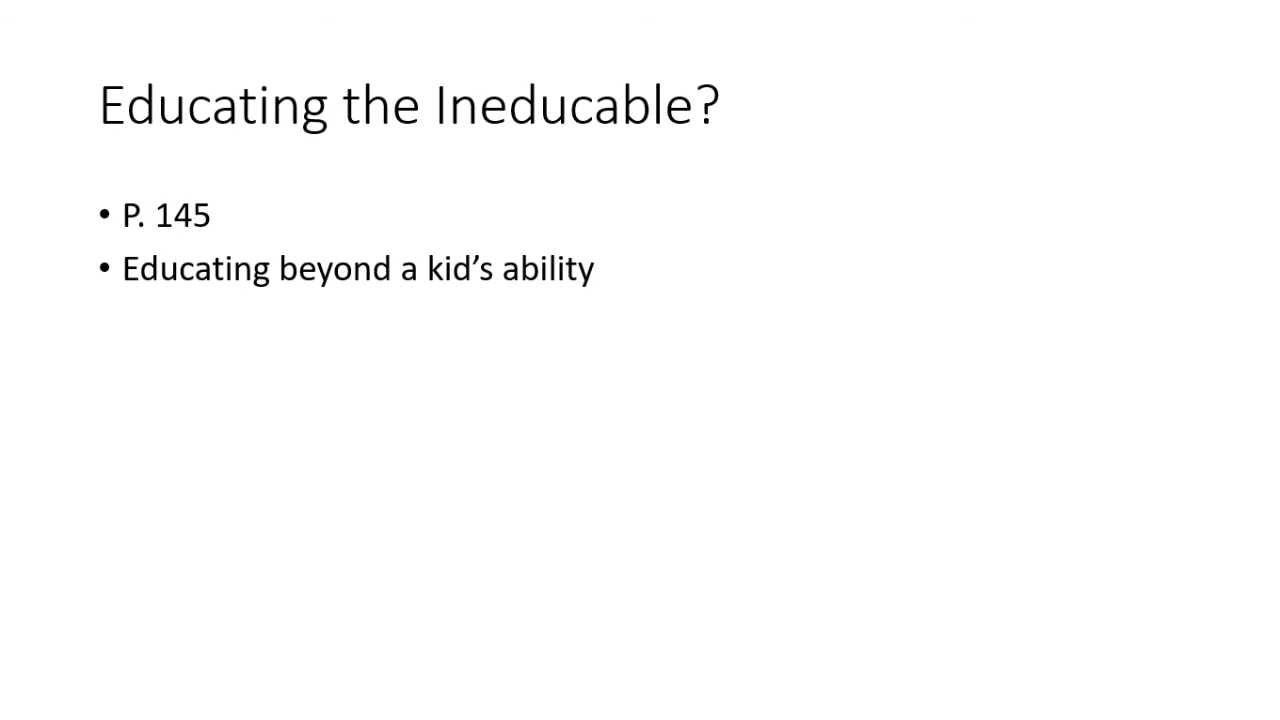 Educating the Ineducable?
• P. 145
• Educating beyond a kid’s ability